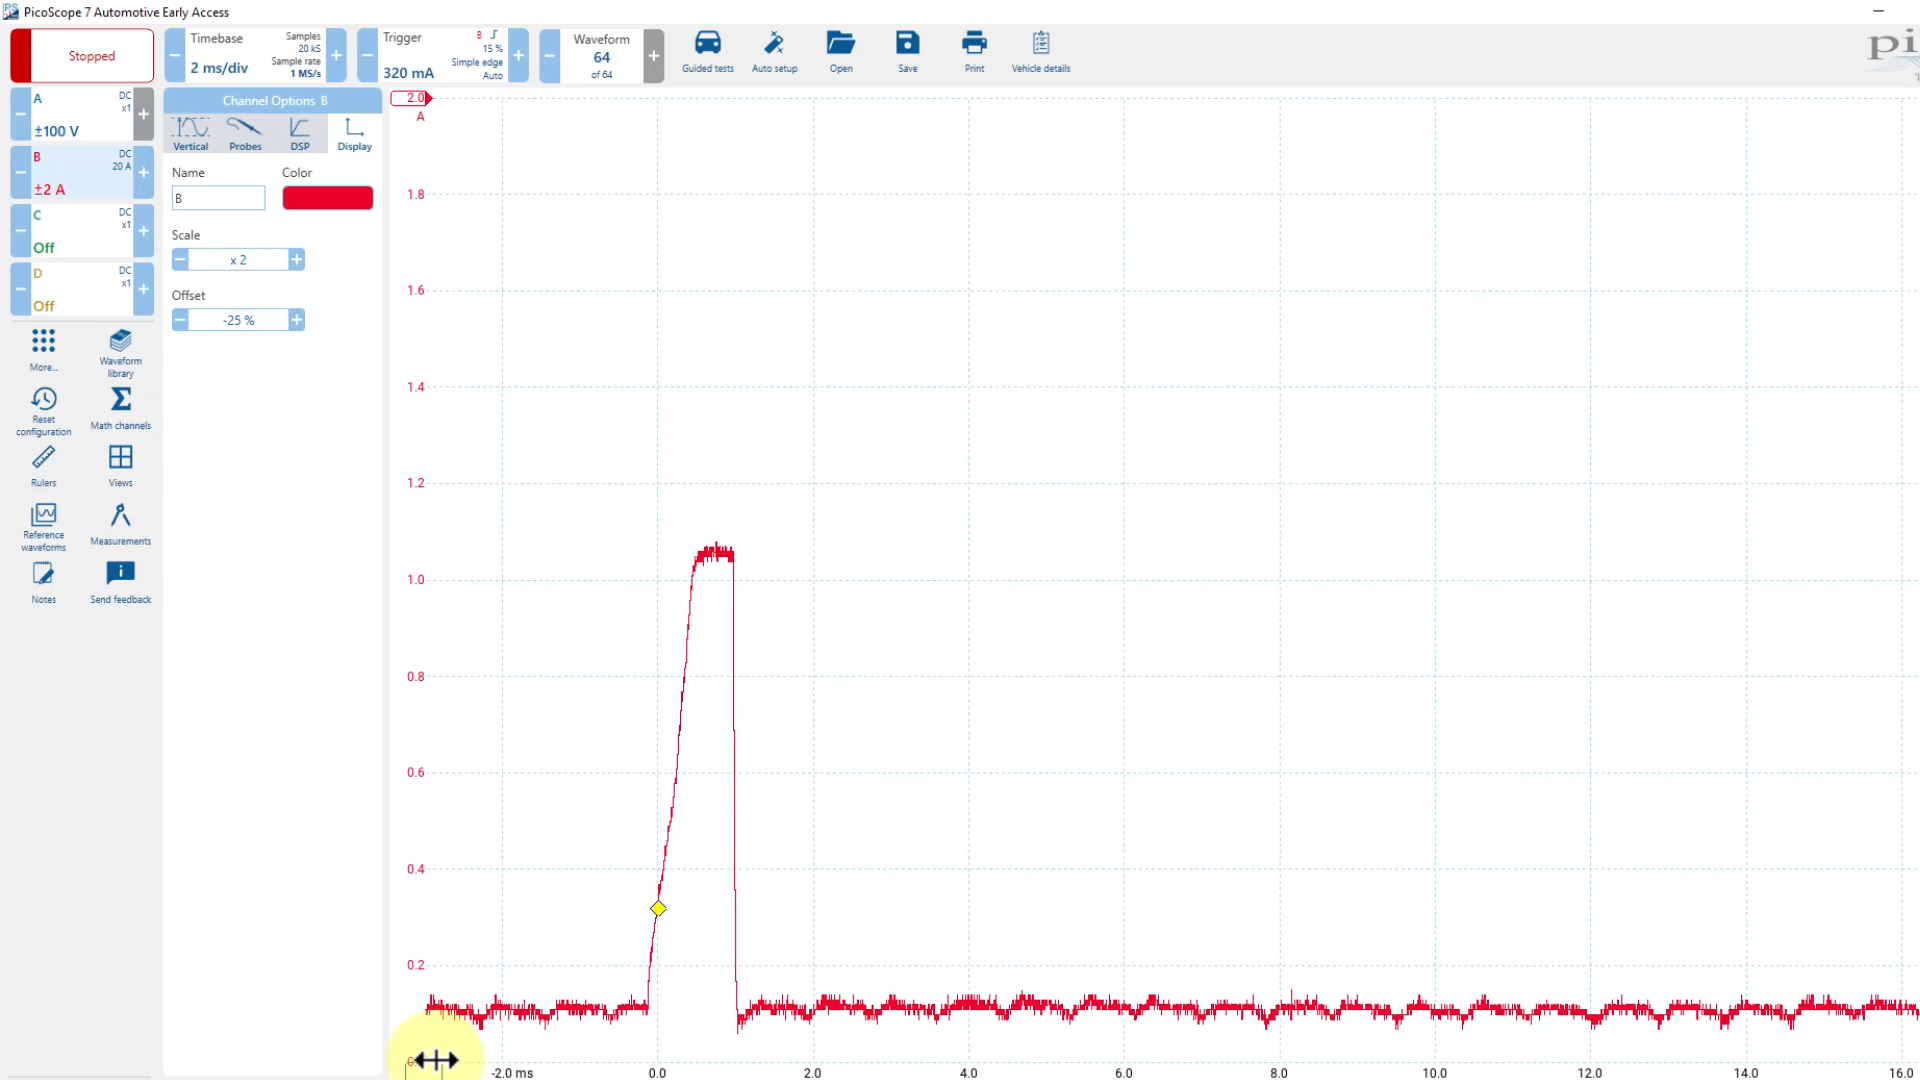 PicoScope 7 Automotive Early Access
Stopped
Timebase
2 ms/div
Samples
20 kS
Sample rate
1 MS/s
Trigger
320 mA
B
15 %
Simple edge
Auto
Waveform
64
of 64
Guided tests
Auto setup
Open
Save
Print
Vehicle details
pi
A
DC
x1
±100 V
B
DC
20 A
±2 A
C
DC
x1
Off
D
DC
x1
Off
More...
Waveform library
Reset configuration
Math channels
Rulers
Views
Reference waveforms
Measurements
Notes
Send feedback
Channel Options B
Vertical
Probes
DSP
Display
Name
Color
B
Scale
x 2
Offset
-25 %
2.0
A
1.8
1.6
1.4
1.2
1.0
0.8
0.6
0.4
0.2
-2.0 ms
0.0
2.0
4.0
6.0
8.0
10.0
12.0
14.0
16.0